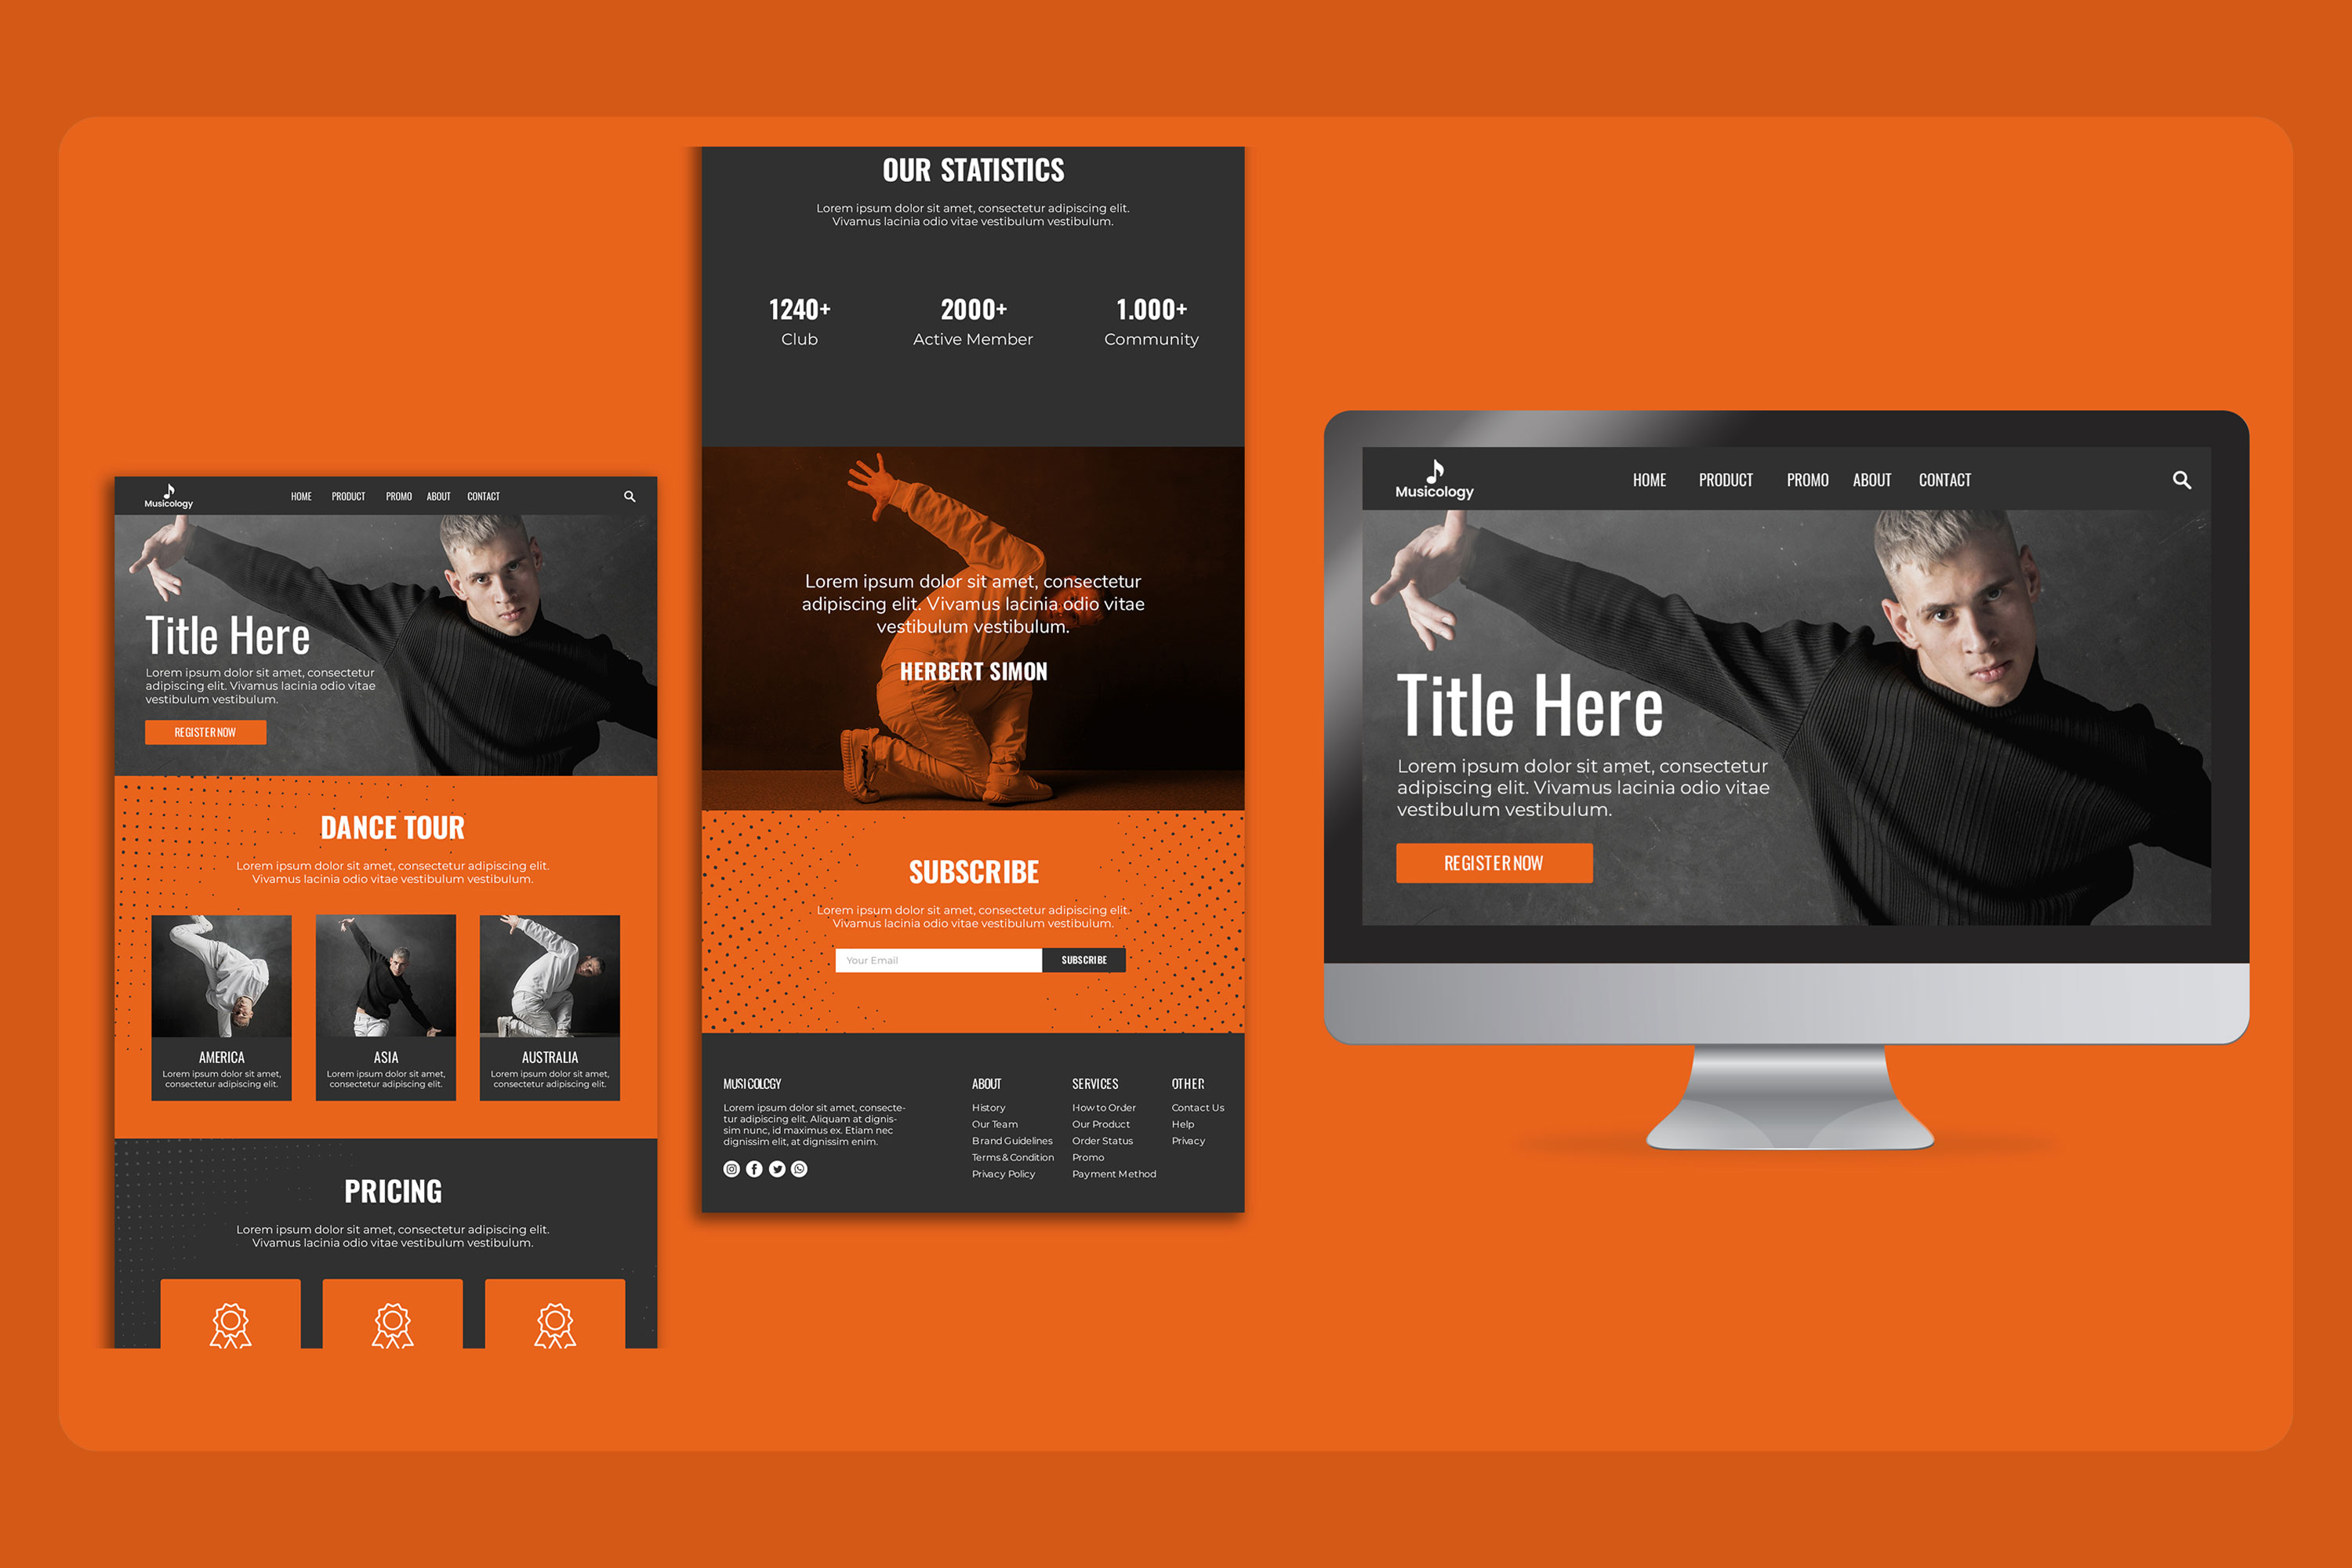 Musicology
HOME PRODUCT PROMO ABOUT CONTACT
Title Here
Lorem ipsum dolor sit amet, consectetur
adipiscing elit. Vivamus lacinia odio vitae
vestibulum vestibulum.
REGISTER NOW
DANCE TOUR
Lorem ipsum dolor sit amet, consectetur adipiscing elit.
Vivamus lacinia odio vitae vestibulum vestibulum.
AMERICA
Lorem ipsum dolor sit amet,
consectetur adipiscing elit.
ASIA
Lorem ipsum dolor sit amet,
consectetur adipiscing elit.
AUSTRALIA
Lorem ipsum dolor sit amet,
consectetur adipiscing elit.
PRICING
Lorem ipsum dolor sit amet, consectetur adipiscing elit.
Vivamus lacinia odio vitae vestibulum vestibulum.
OUR STATISTICS
Lorem ipsum dolor sit amet, consectetur adipiscing elit.
Vivamus lacinia odio vitae vestibulum vestibulum.
1240+
Club
2000+
Active Member
1.000+
Community
Lorem ipsum dolor sit amet, consectetur
adipiscing elit. Vivamus lacinia odio vitae
vestibulum vestibulum.
HERBERT SIMON
SUBSCRIBE
Lorem ipsum dolor sit amet, consectetur adipiscing elit.
Vivamus lacinia odio vitae vestibulum vestibulum.
Your Email
SUBSCRIBE
MUSICOLCGY
Lorem ipsum dolor sit amet, consecte-
tur adipiscing elit. Aliquam at dignis-
sim nunc, id maximus ex. Etiam nec
dignissim elit, at dignissim enim.
ABOUT
History
Our Team
Brand Guidelines
Terms & Condition
Privacy Policy
SERVICES
How to Order
Our Product
Order Status
Promo
Payment Method
OTHER
Contact Us
Help
Privacy
Musicology
HOME PRODUCT PROMO ABOUT CONTACT
Title Here
Lorem ipsum dolor sit amet, consectetur
adipiscing elit. Vivamus lacinia odio vitae
vestibulum vestibulum.
REGISTER NOW